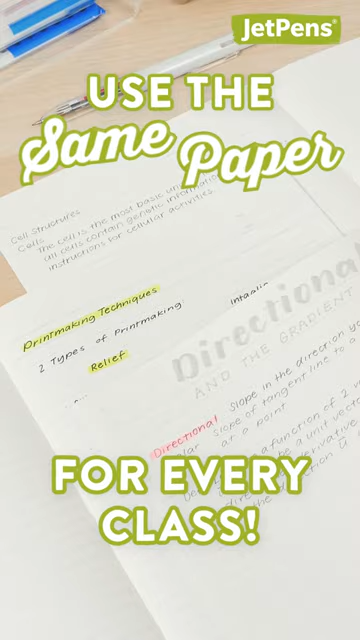 JetPens®
USE THE
Same Paper
Cell Structures
Cells
The cell is the most basic
all cells contain genetic information
instructions for cellular activities
Printmaking Techniques
2 Types of Printmaking:
Intaglio
Relief
Directional
AND THE GRADIENT
Directional
Slope in the direction
slope of tangent line to a
at a point
FOR EVERY
CLASS!